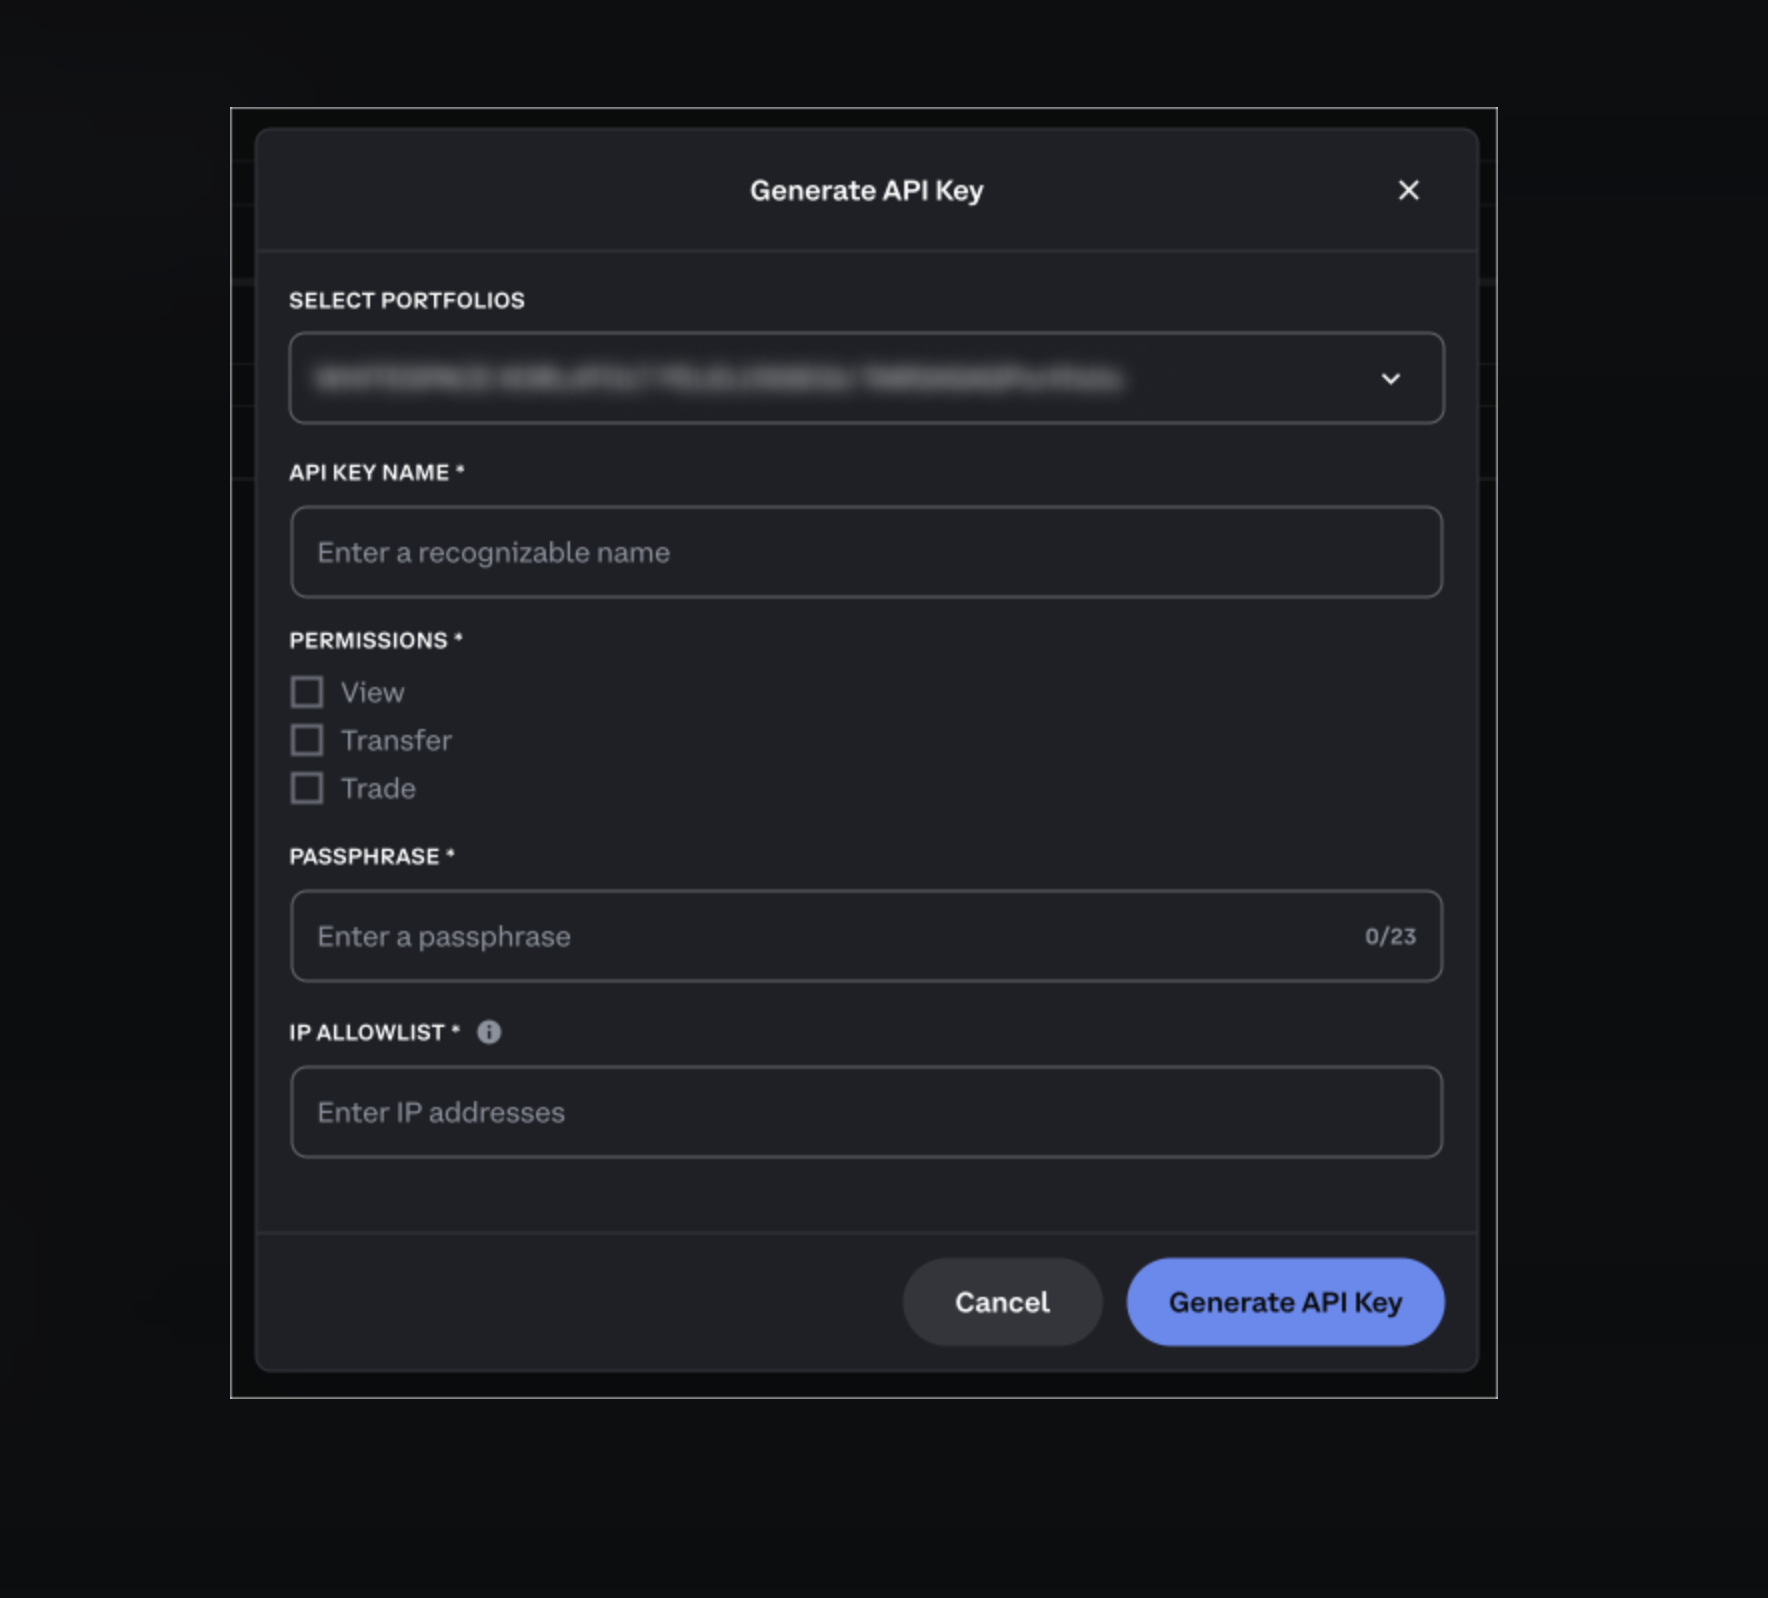 Generate API Key
SELECT PORTFOLIOS
API KEY NAME *
Enter a recognizable name
PERMISSIONS *
View
Transfer
Trade
PASSPHRASE *
Enter a passphrase 0/23
IP ALLOWLIST *
Enter IP addresses
Cancel Generate API Key